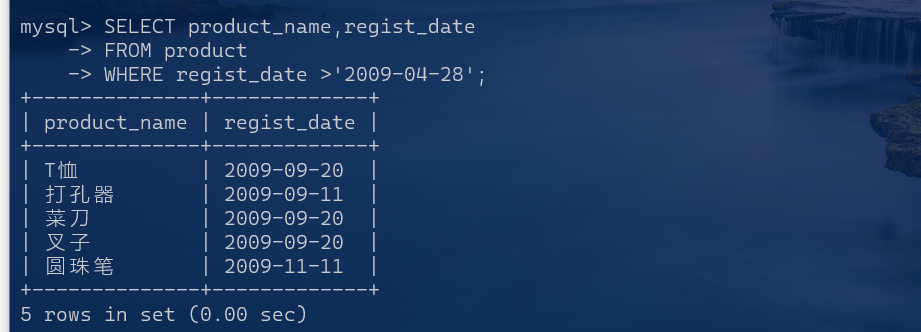 mysql> SELECT product_name,regist_date
    -> FROM product
    -> WHERE regist_date >'2009-04-28';
+--------------+-------------+
| product_name | regist_date |
+--------------+-------------+
| T恤          | 2009-09-20  |
| 打孔器       | 2009-09-11  |
| 菜刀         | 2009-09-20  |
| 叉子         | 2009-09-20  |
| 圆珠笔       | 2009-11-11  |
+--------------+-------------+
5 rows in set (0.00 sec)